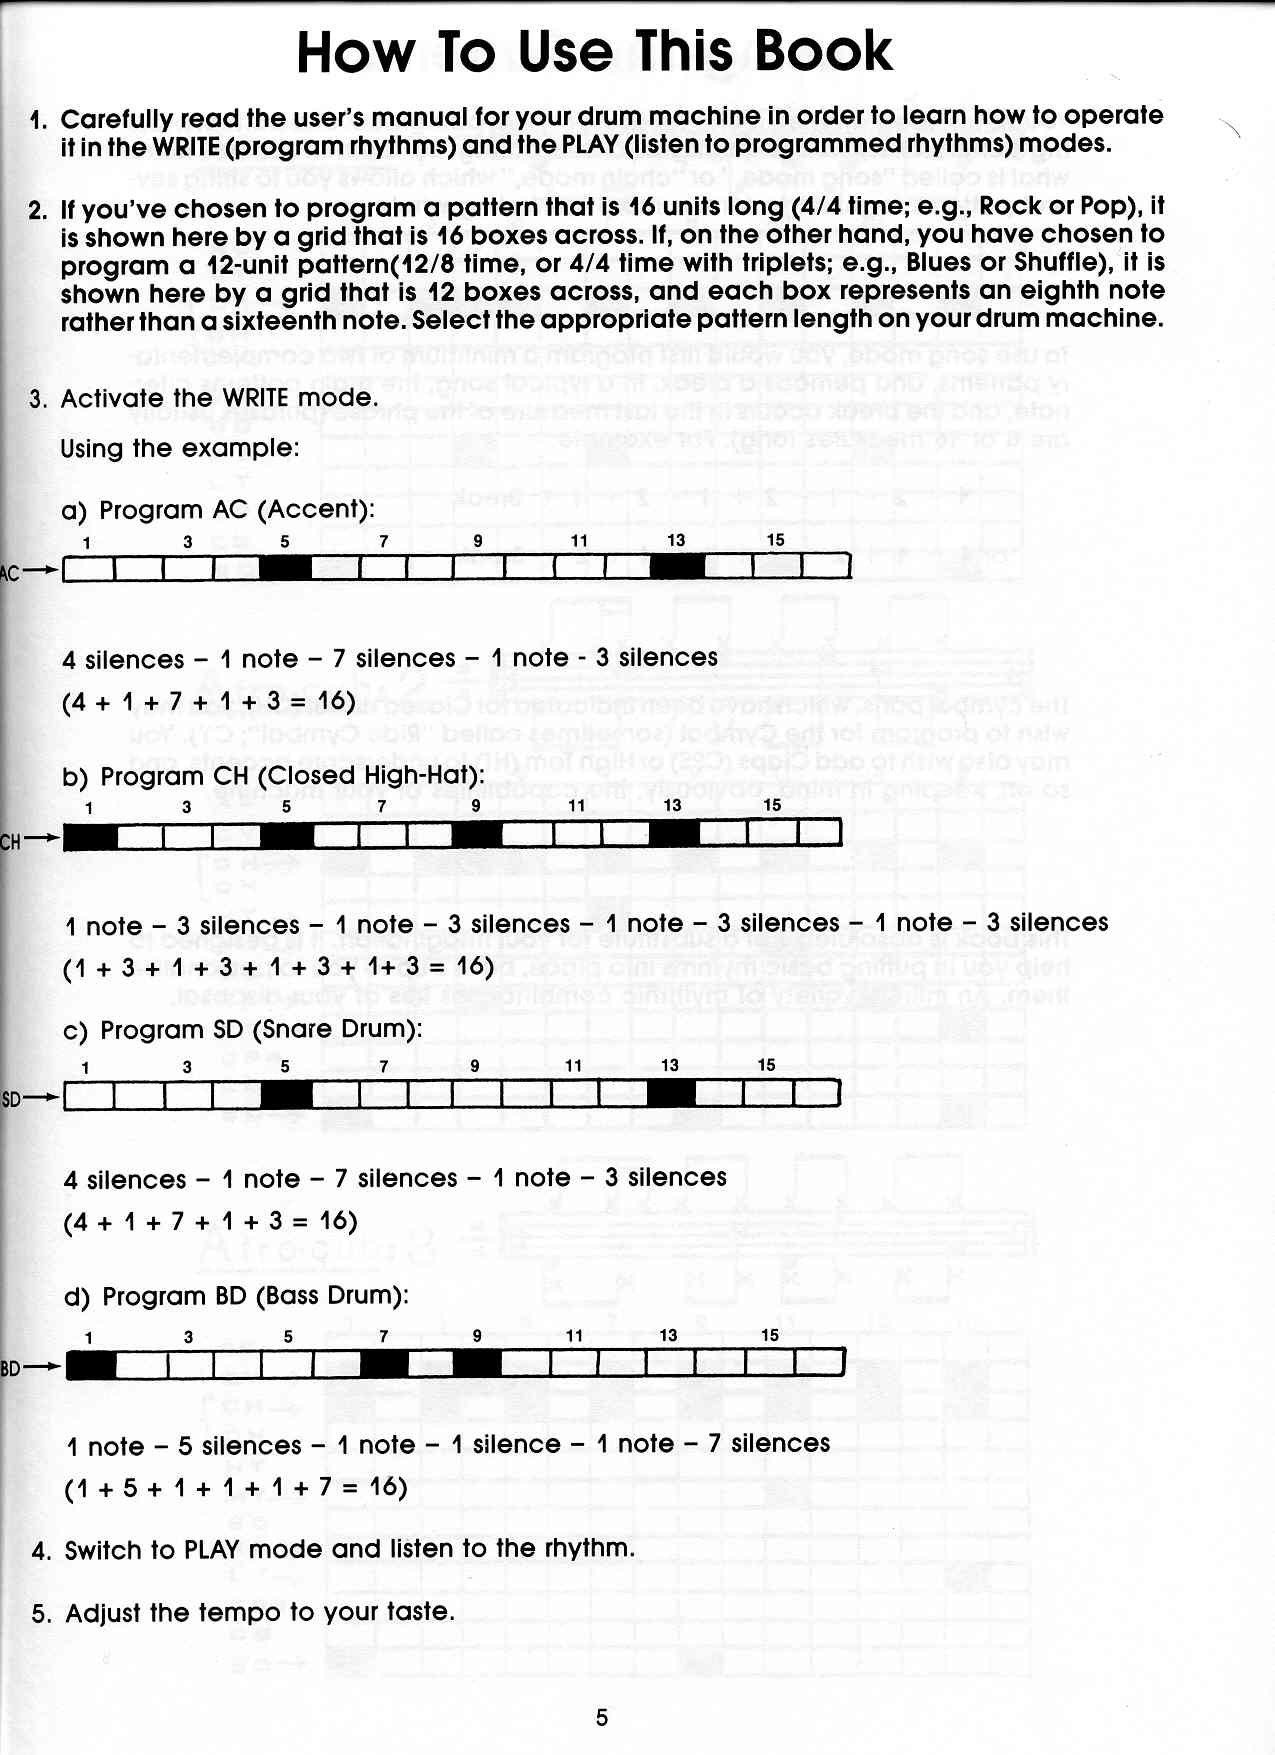 How To Use This Book
1. Carefully read the user's manual for your drum machine in order to learn how to operate
it in the WRITE (program rhythms) and the PLAY (listen to programmed rhythms) modes.
2. If you've chosen to program a pattern that is 16 units long (4/4 time; e.g., Rock or Pop), it
is shown here by a grid that is 16 boxes across. If, on the other hand, you have chosen to
program a 12-unit pattern(12/8 time, or 4/4 time with triplets; e.g., Blues or Shuffle), it is
shown here by a grid that is 12 boxes across, and each box represents an eighth note
rather than a sixteenth note. Select the appropriate pattern length on your drum machine.
3. Activate the WRITE mode.
Using the example:
a) Program AC (Accent):
1 3 5 7 9 11 13 15
AC
4 silences – 1 note – 7 silences – 1 note - 3 silences
(4 + 1 + 7 + 1 + 3 = 16)
b) Program CH (Closed High-Hat):
1 3 5 7 9 11 13 15
CH
1 note – 3 silences – 1 note – 3 silences – 1 note – 3 silences – 1 note – 3 silences
(1 + 3 + 1 + 3 + 1 + 3 + 1+ 3 = 16)
c) Program SD (Snare Drum):
1 3 5 7 9 11 13 15
SD
4 silences – 1 note – 7 silences – 1 note – 3 silences
(4 + 1 + 7 + 1 + 3 = 16)
d) Program BD (Bass Drum):
1 3 5 7 9 11 13 15
BD
1 note – 5 silences – 1 note – 1 silence – 1 note – 7 silences
(1 + 5 + 1 + 1 + 1 + 7 = 16)
4. Switch to PLAY mode and listen to the rhythm.
5. Adjust the tempo to your taste.
5